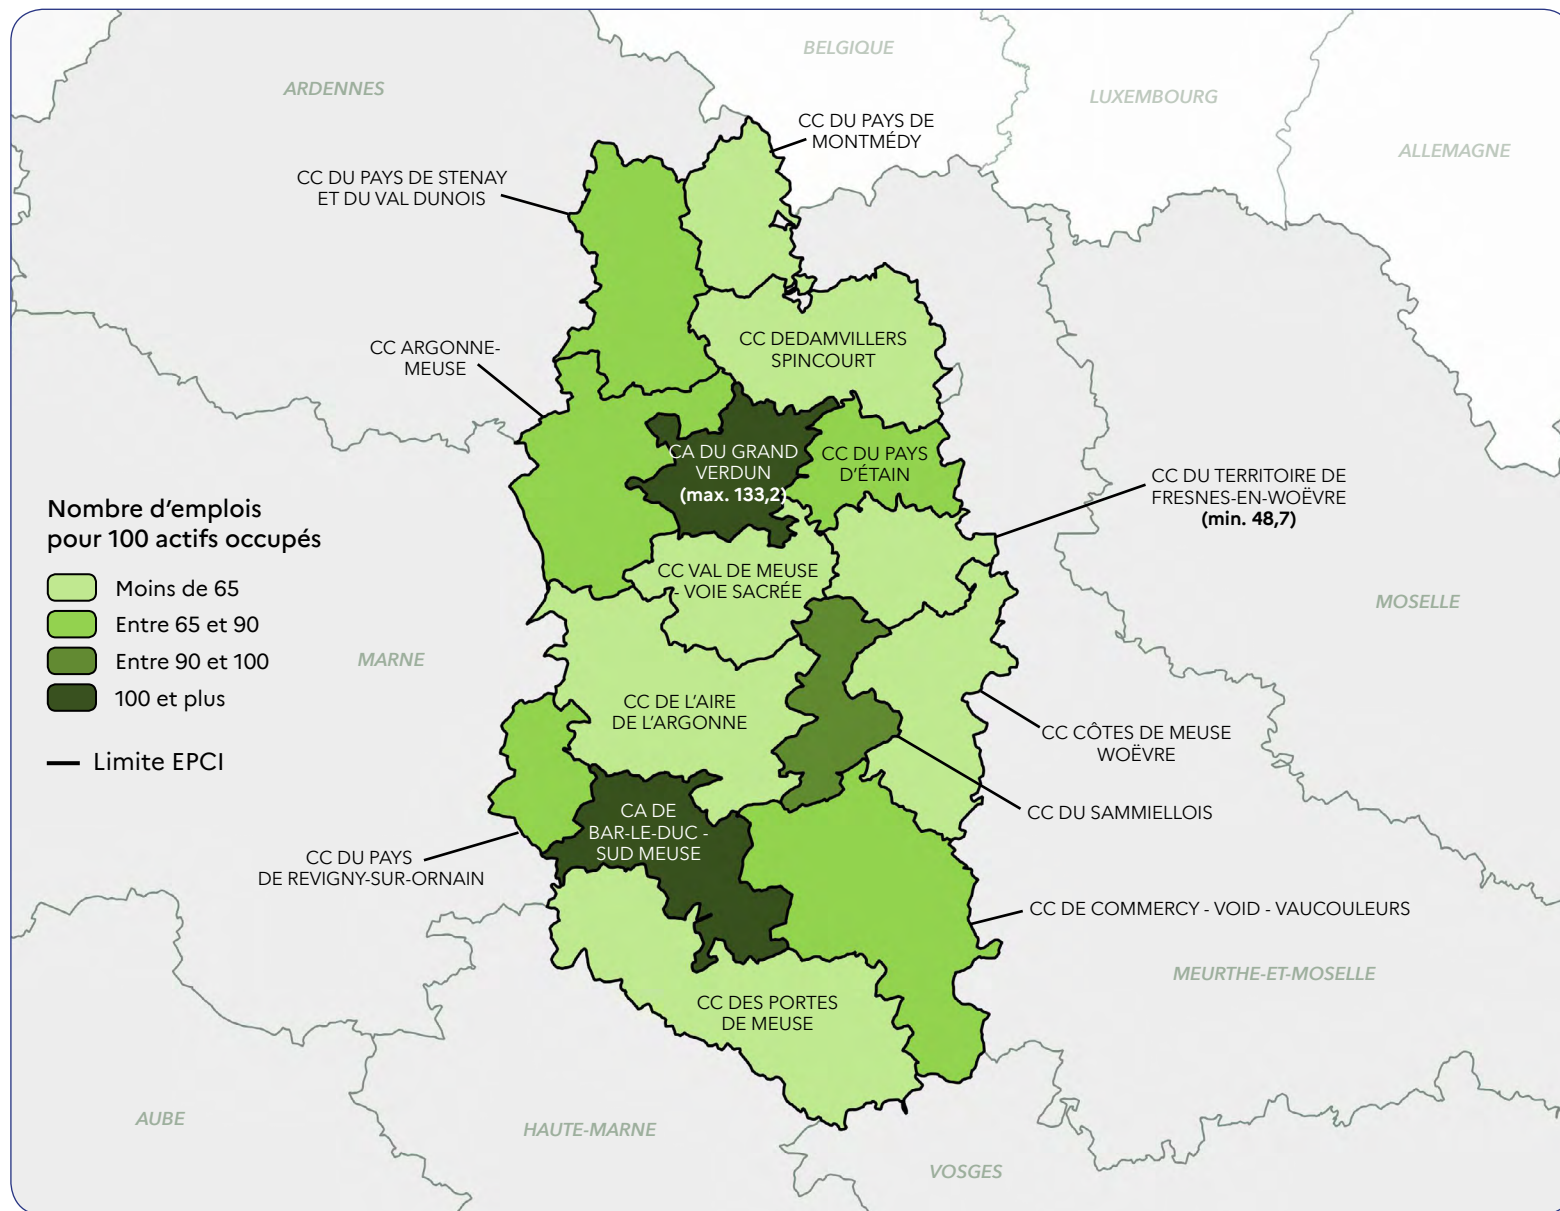 BELGIQUE
ARDENNES
LUXEMBOURG
CC DU PAYS DE
MONTMÉDY
ALLEMAGNE
CC DU PAYS DE STENAY
ET DU VAL DUNOIS
CC ARGONNE-
MEUSE
CC DEDAMVILLERS
SPINCOURT
CA DU GRAND
VERDUN
(max. 133,2)
CC DU PAYS
D'ÉTAIN
CC DU TERRITOIRE DE
FRESNES-EN-WOËVRE
(min. 48,7)
Nombre d'emplois
pour 100 actifs occupés
Moins de 65
Entre 65 et 90
Entre 90 et 100
100 et plus
Limite EPCI
CC VAL DE MEUSE
- VOIE SACRÉE
MOSELLE
MARNE
CC DE L'AIRE
DE L'ARGONNE
CC CÔTES DE MEUSE
WOËVRE
CC DU SAMMIELLOIS
CA DE
BAR-LE-DUC -
SUD MEUSE
CC DU PAYS
DE REVIGNY-SUR-ORNAIN
CC DE COMMERCY - VOID - VAUCOULEURS
MEURTHE-ET-MOSELLE
CC DES PORTES
DE MEUSE
AUBE
HAUTE-MARNE
VOSGES